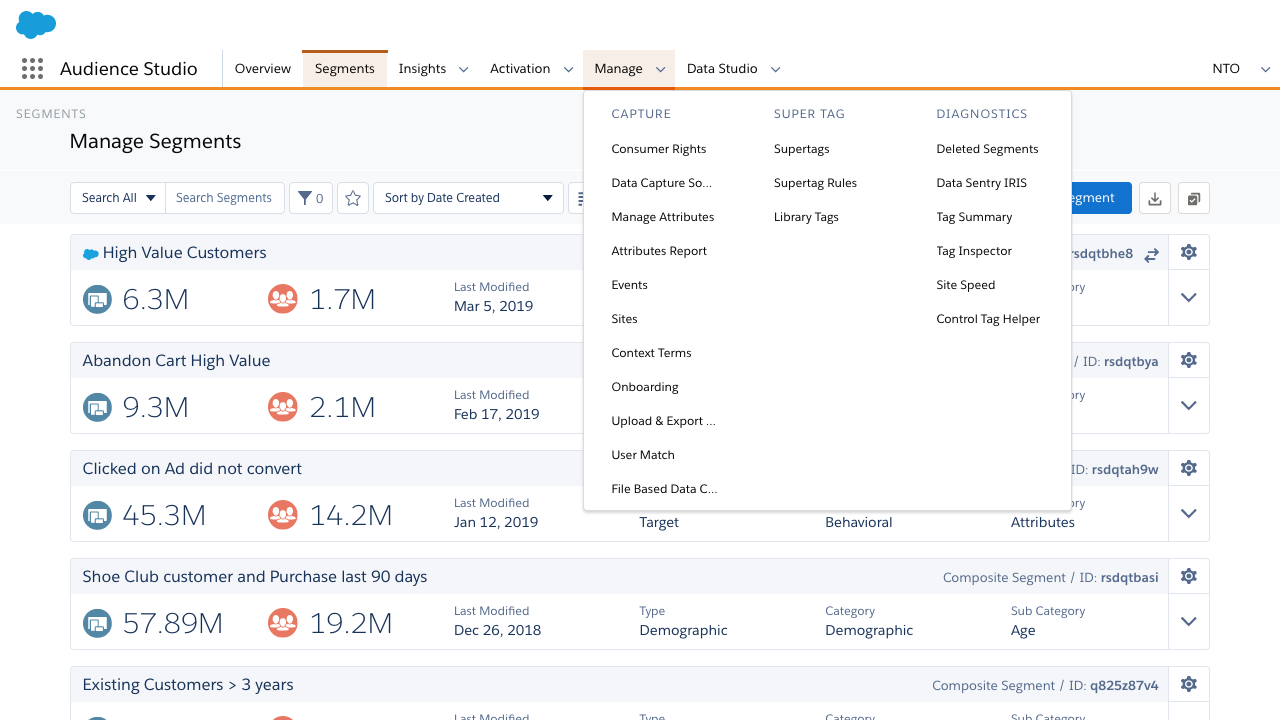 Audience Studio
Overview
Segments
Insights
Activation
Manage
Data Studio
NTO
SEGMENTS
Manage Segments
Search All
Search Segments
0
Sort by Date Created
egment
CAPTURE
Consumer Rights
Data Capture So...
Manage Attributes
Attributes Report
Events
Sites
Context Terms
Onboarding
Upload & Export ...
User Match
File Based Data C...
SUPER TAG
Supertags
Supertag Rules
Library Tags
DIAGNOSTICS
Deleted Segments
Data Sentry IRIS
Tag Summary
Tag Inspector
Site Speed
Control Tag Helper
High Value Customers
rsdqtbhe8
6.3M
1.7M
Last Modified
Mar 5, 2019
ory
Abandon Cart High Value
/ ID: rsdqtbya
9.3M
2.1M
Last Modified
Feb 17, 2019
ory
Clicked on Ad did not convert
ID: rsdqtah9w
45.3M
14.2M
Last Modified
Jan 12, 2019
Target
Behavioral
ory
Attributes
Shoe Club customer and Purchase last 90 days
Composite Segment / ID: rsdqtbasi
57.89M
19.2M
Last Modified
Dec 26, 2018
Type
Demographic
Category
Demographic
Sub Category
Age
Existing Customers > 3 years
Composite Segment / ID: q825z87v4
Last Modified
Type
Category
Sub Category